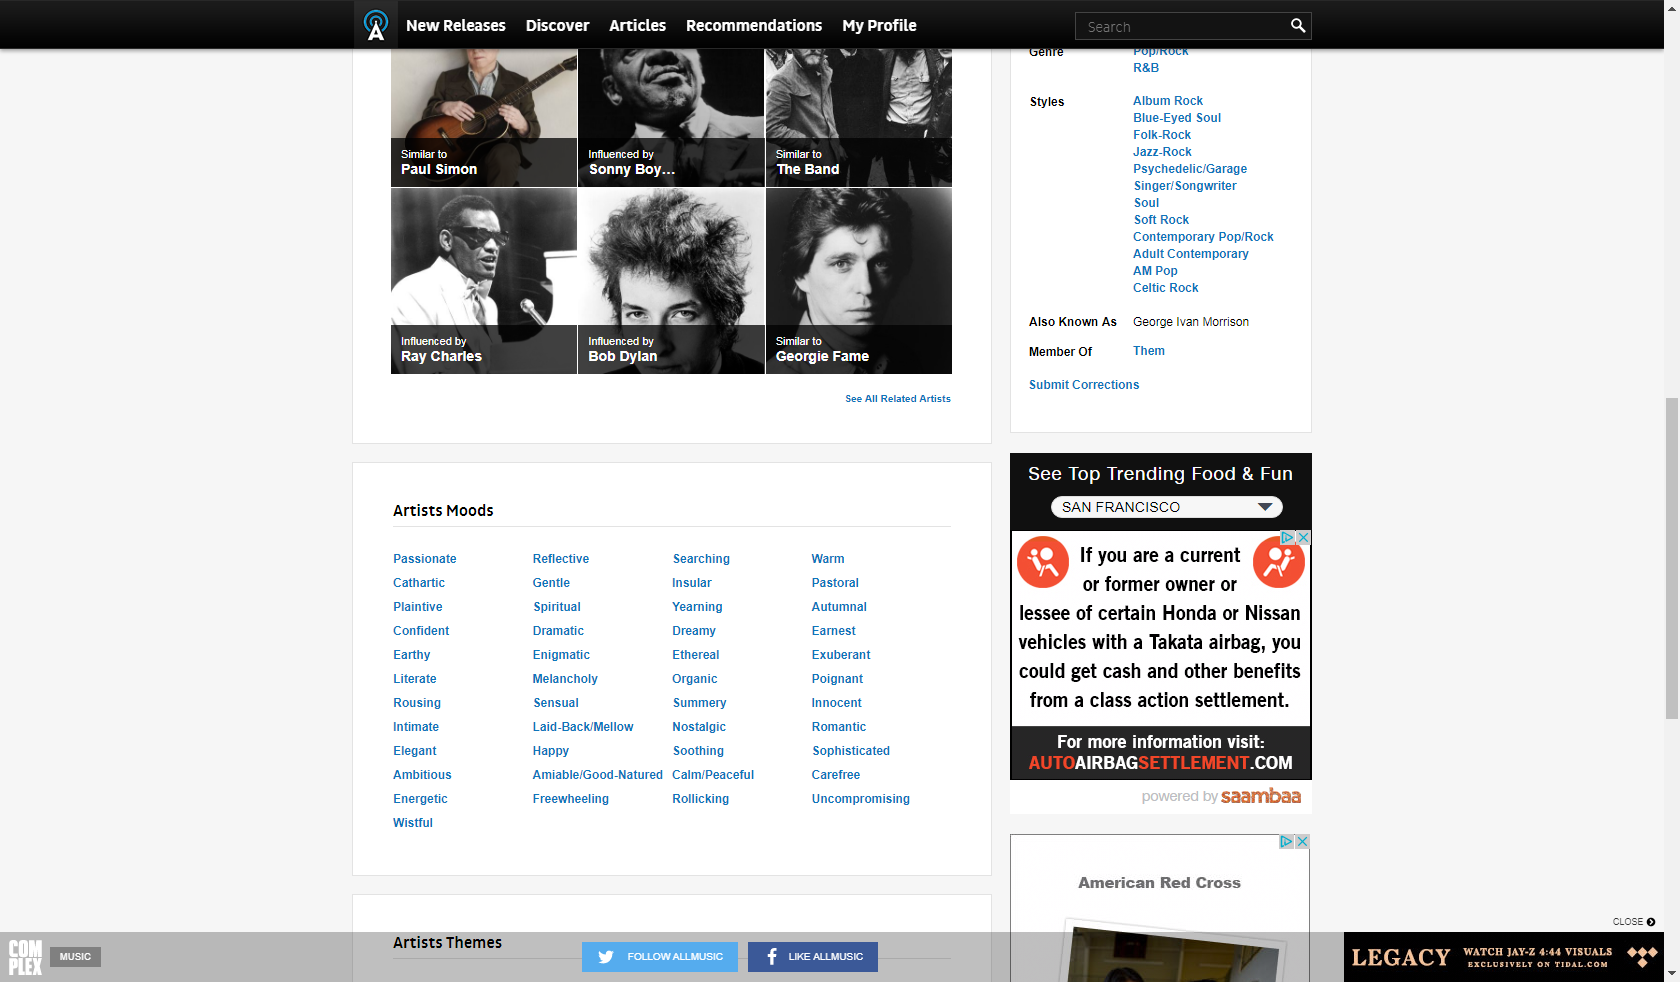 New Releases Discover Articles Recommendations My Profile
Search
Similar to
Paul Simon
Influenced by
Sonny Boy...
Similar to
The Band
Influenced by
Ray Charles
Influenced by
Bob Dylan
Similar to
Georgie Fame
See All Related Artists
Genre
Pop/Rock
R&B
Styles
Album Rock
Blue-Eyed Soul
Folk-Rock
Jazz-Rock
Psychedelic/Garage
Singer/Songwriter
Soul
Soft Rock
Contemporary Pop/Rock
Adult Contemporary
AM Pop
Celtic Rock
Also Known As George Ivan Morrison
Member Of Them
Submit Corrections
Artists Moods
Passionate Reflective Searching Warm
Cathartic Gentle Insular Pastoral
Plaintive Spiritual Yearning Autumnal
Confident Dramatic Dreamy Earnest
Earthy Enigmatic Ethereal Exuberant
Literate Melancholy Organic Poignant
Rousing Sensual Summery Innocent
Intimate Laid-Back/Mellow Nostalgic Romantic
Elegant Happy Soothing Sophisticated
Ambitious Amiable/Good-Natured Calm/Peaceful Carefree
Energetic Freewheeling Rollicking Uncompromising
Wistful
See Top Trending Food & Fun
SAN FRANCISCO
If you are a current
or former owner or
lessee of certain Honda or Nissan
vehicles with a Takata airbag, you
could get cash and other benefits
from a class action settlement.
For more information visit:
AUTOAIRBAGSETTLEMENT.COM
powered by saambaa
American Red Cross
Artists Themes
CLOSE
COM
PLEX
MUSIC
FOLLOW ALLMUSIC
LIKE ALLMUSIC
LEGACY
WATCH JAY-Z 4:44 VISUALS
EXCLUSIVELY ON TIDAL.COM